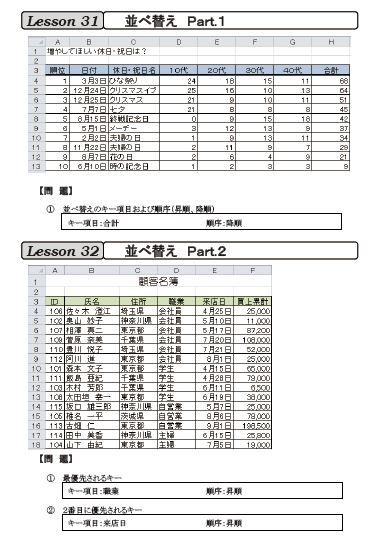 Lesson 31 並べ替え Part.1
A B C D E F G H
1 増やしてほしい休日・祝日は?
2
3 順位 日付 休日・祝日名 10代 20代 30代 40代 合計
4 1 3月3日 ひな祭り 24 18 15 11 68
5 2 12月24日 クリスマスイブ 25 16 10 13 64
6 3 12月25日 クリスマス 21 9 10 11 51
7 4 7月7日 七夕 21 8 8 8 45
8 5 8月15日 終戦記念日 0 9 15 18 42
9 6 5月1日 メーデー 3 12 13 9 37
10 7 2月2日 夫婦の日 1 9 13 11 34
11 8 11月22日 夫婦の日 2 11 9 7 29
12 9 8月7日 花の日 2 6 4 9 21
13 10 6月10日 時の記念日 1 2 3 3 9
【問 題】
① 並べ替えのキー項目および順序(昇順、降順)
キー項目:合計 順序:降順
Lesson 32 並べ替え Part.2
A B C D E F
1 顧客名簿
2
3 ID 氏名 住所 職業 来店日 買上累計
4 106 佐々木 澄江 埼玉県 会社員 4月25日 25,000
5 102 奥山 紗子 神奈川県 会社員 5月10日 11,000
6 107 相澤 真二 東京都 会社員 5月17日 87,200
7 109 菅原 奈美 千葉県 会社員 7月20日 108,000
8 110 豊川 悦子 埼玉県 会社員 7月21日 52,000
9 112 阿川 進 東京都 会社員 8月1日 25,000
10 101 森本 文子 東京都 学生 4月15日 65,000
11 111 飯島 亜紀 千葉県 学生 4月28日 79,000
12 103 木村 芳郎 千葉県 学生 6月11日 6,500
13 108 太田垣 泰一 東京都 学生 6月19日 38,000
14 115 坂口 雄三郎 神奈川県 自営業 5月7日 25,000
15 105 椎名 一平 茨城県 自営業 8月6日 78,000
16 113 古畑 仁 東京都 自営業 9月1日 196,500
17 114 田中 美香 神奈川県 主婦 6月15日 25,800
18 104 山下 由紀 東京都 主婦 7月5日 19,000
【問 題】
① 最優先されるキー
キー項目:職業 順序:昇順
② 2番目に優先されるキー
キー項目:来店日 順序:昇順